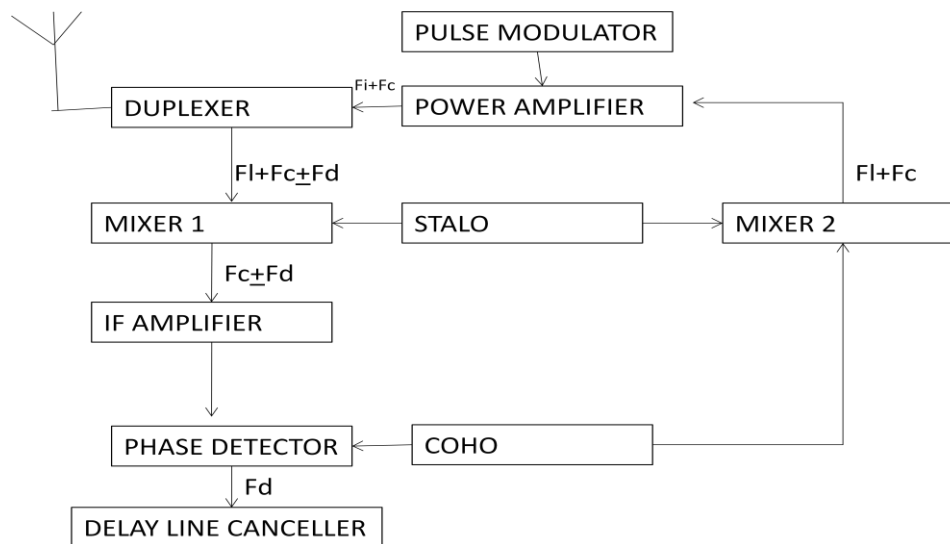 PULSE MODULATOR
Fi+Fc
DUPLEXER
POWER AMPLIFIER
Fl+Fc±Fd
Fl+Fc
MIXER 1
STALO
MIXER 2
Fc±Fd
IF AMPLIFIER
PHASE DETECTOR
COHO
Fd
DELAY LINE CANCELLER